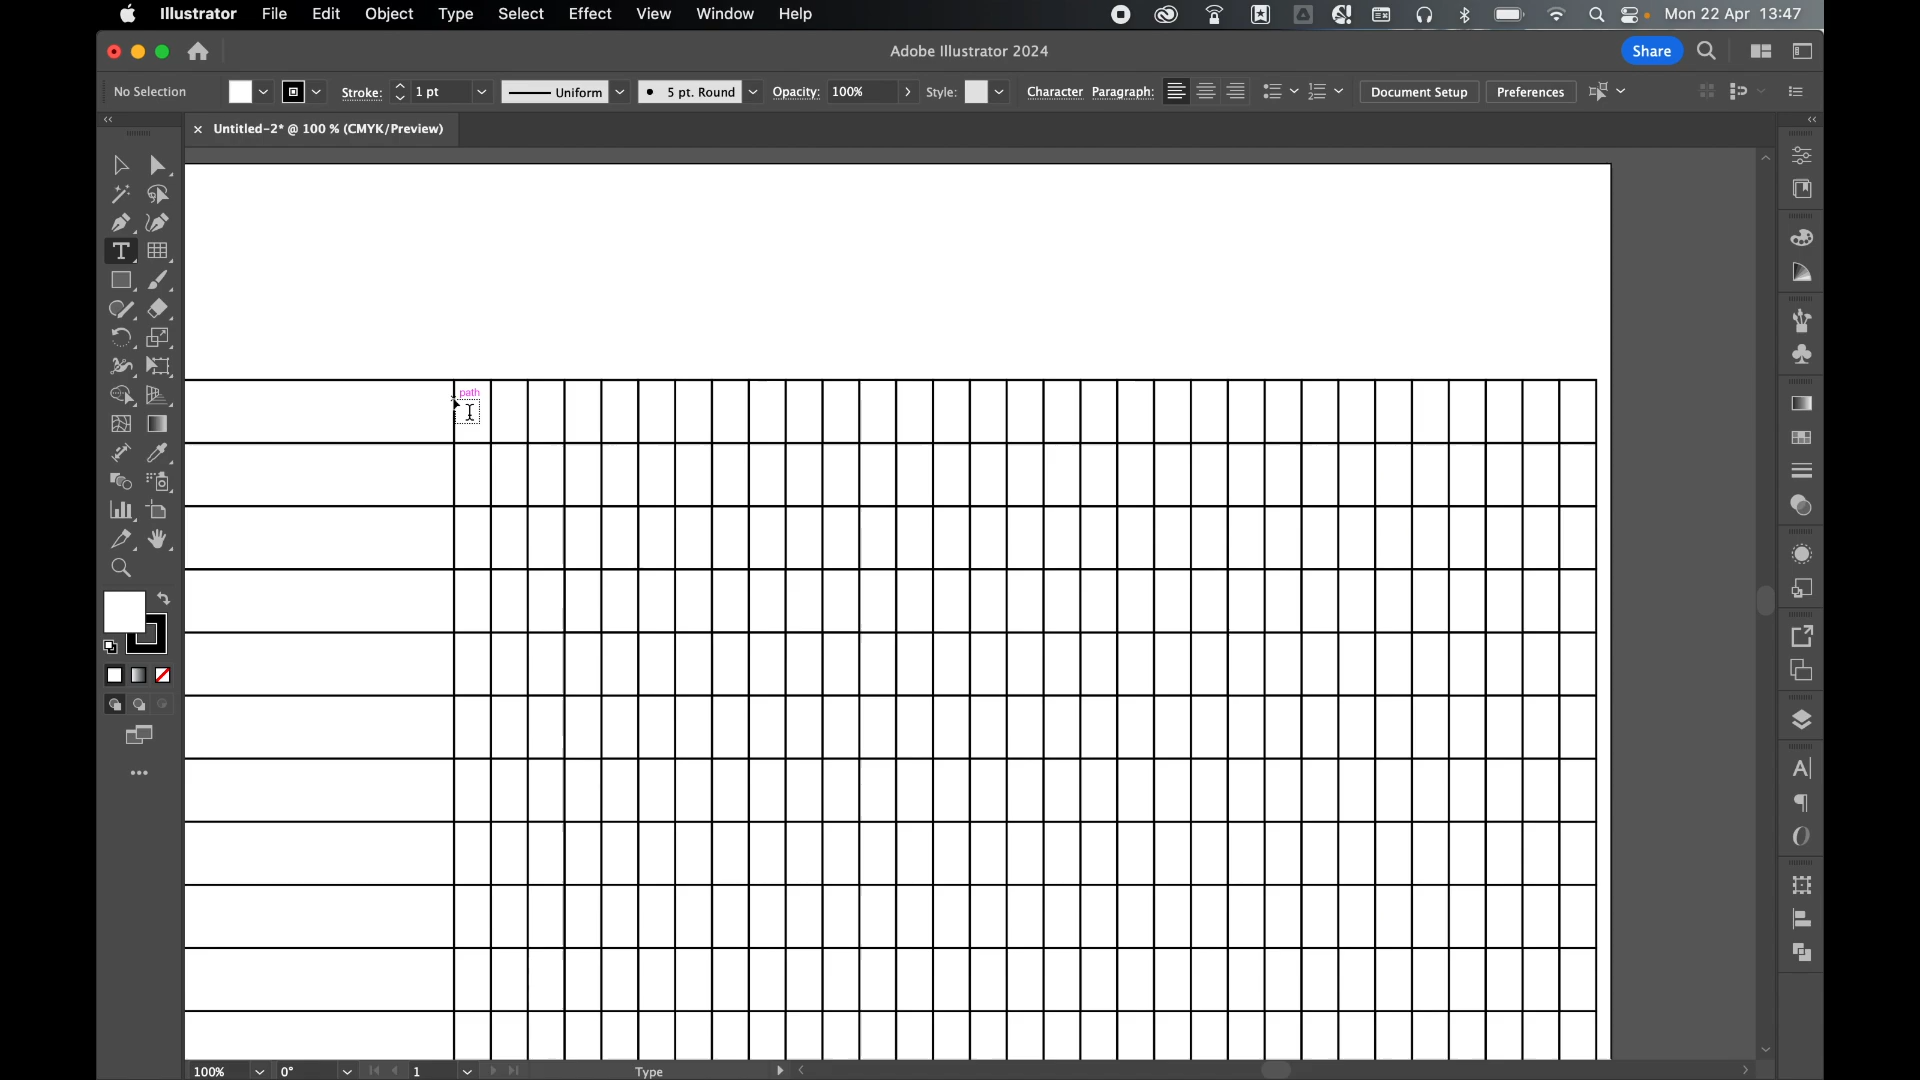 Illustrator File Edit Object Type Select Effect View Window Help Mon 22 Apr 13:47
Adobe Illustrator 2024 Share
No Selection Stroke: 1 pt Uniform 5 pt. Round Opacity: 100% Style: Character Paragraph: Document Setup Preferences
Untitled-2* @ 100 % (CMYK/Preview)
path
100% 0° 1 Type